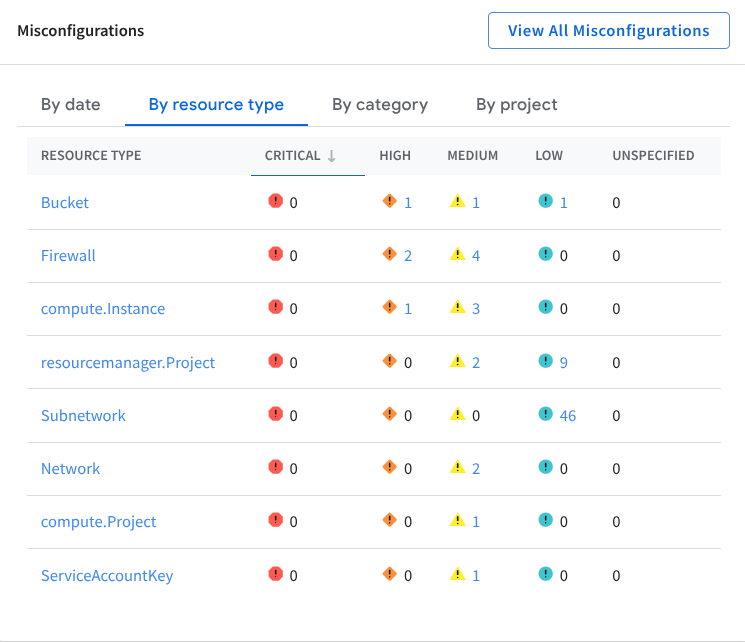 Misconfigurations
View All Misconfigurations
By date By resource type By category By project
RESOURCE TYPE CRITICAL ↓ HIGH MEDIUM LOW UNSPECIFIED
Bucket 0 1 1 1 0
Firewall 0 2 4 0 0
compute.Instance 0 1 3 0 0
resourcemanager.Project 0 0 2 9 0
Subnetwork 0 0 0 46 0
Network 0 0 2 0 0
compute.Project 0 0 1 0 0
ServiceAccountKey 0 0 1 0 0